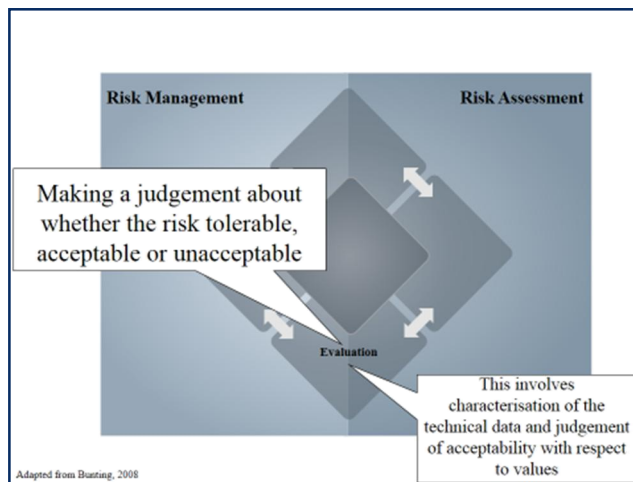 Risk Management
Risk Assessment
Making a judgement about
whether the risk tolerable,
acceptable or unacceptable
Evaluation
This involves
characterisation of the
technical data and judgement
of acceptability with respect
to values
Adapted from Bunting, 2008